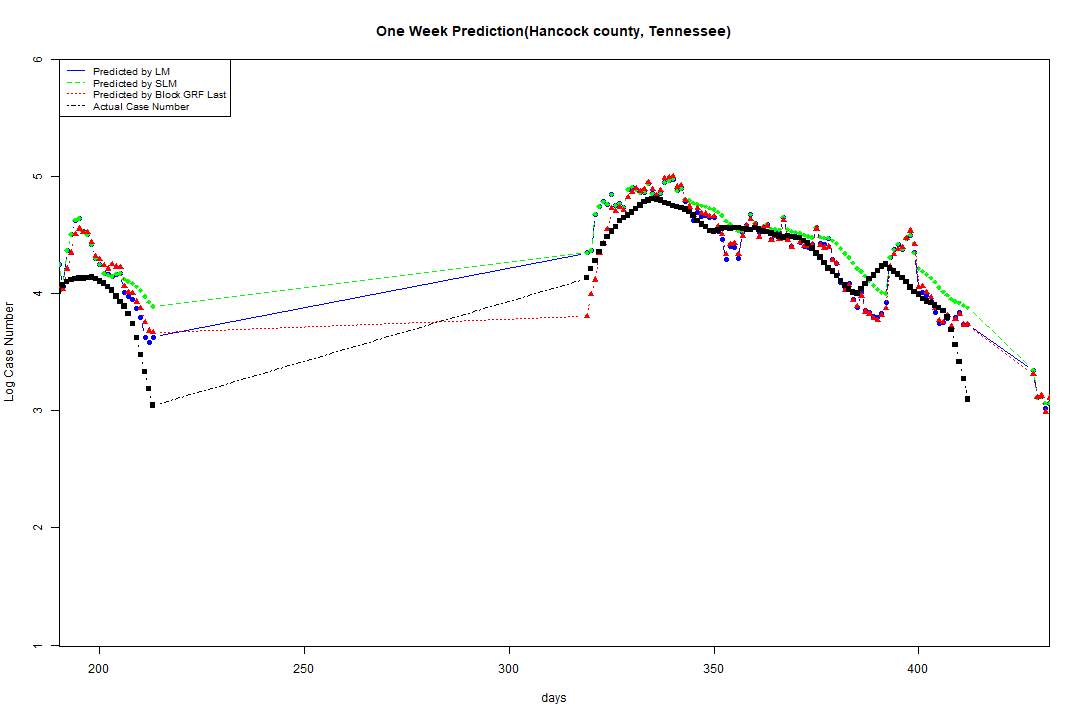 One Week Prediction(Hancock county, Tennessee)
Predicted by LM
Predicted by SLM
Predicted by Block GRF Last
Actual Case Number
6
5
4
3
2
1
Log Case Number
200 250 300 350 400
days